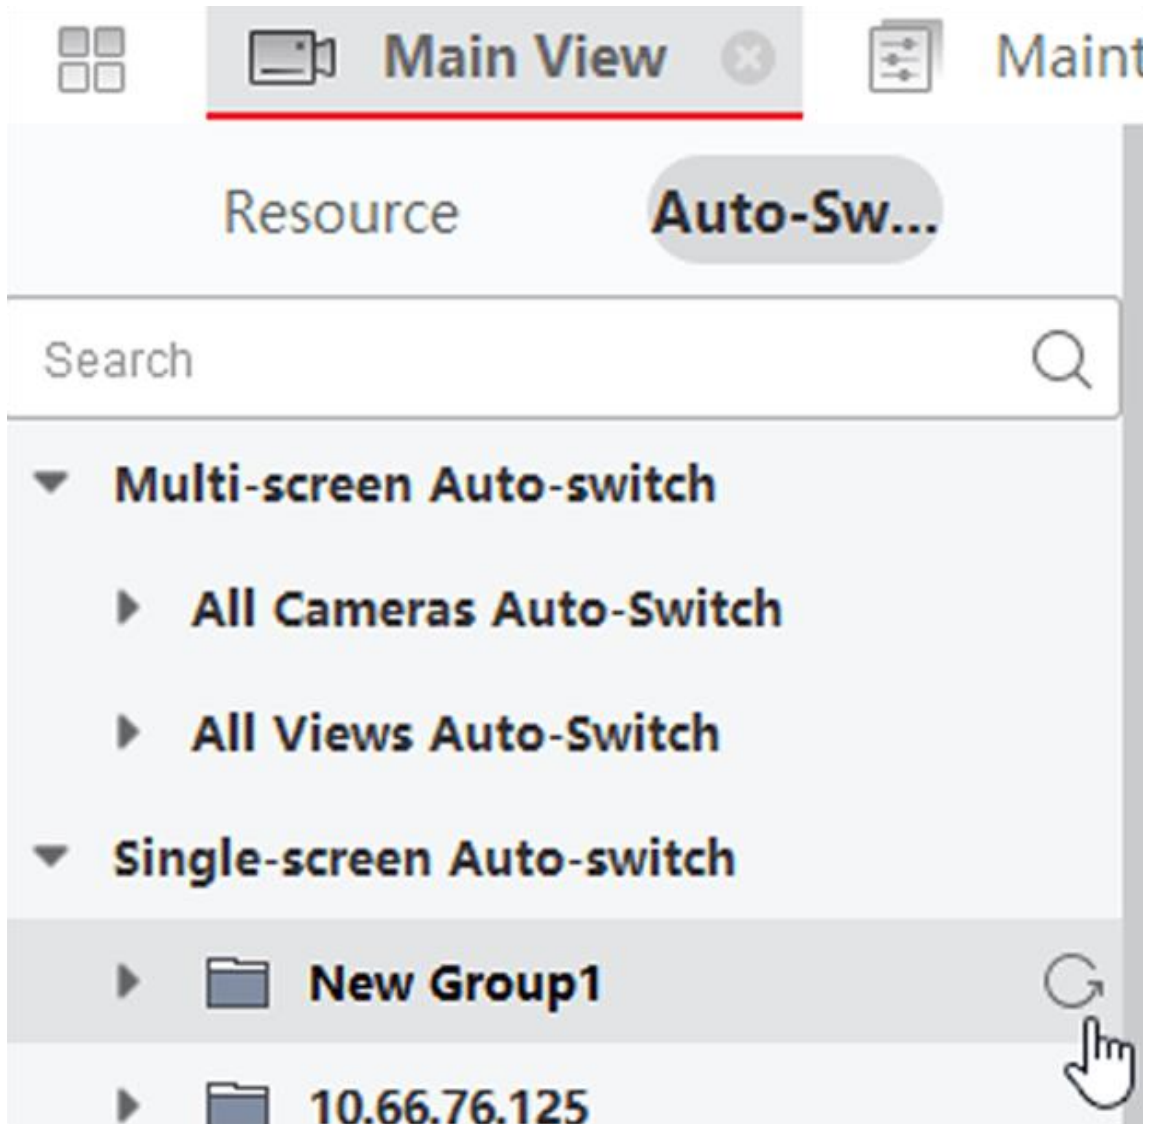 Main View Maint
Resource Auto-Sw...
Search
Multi-screen Auto-switch
All Cameras Auto-Switch
All Views Auto-Switch
Single-screen Auto-switch
New Group1
10.66.76.125